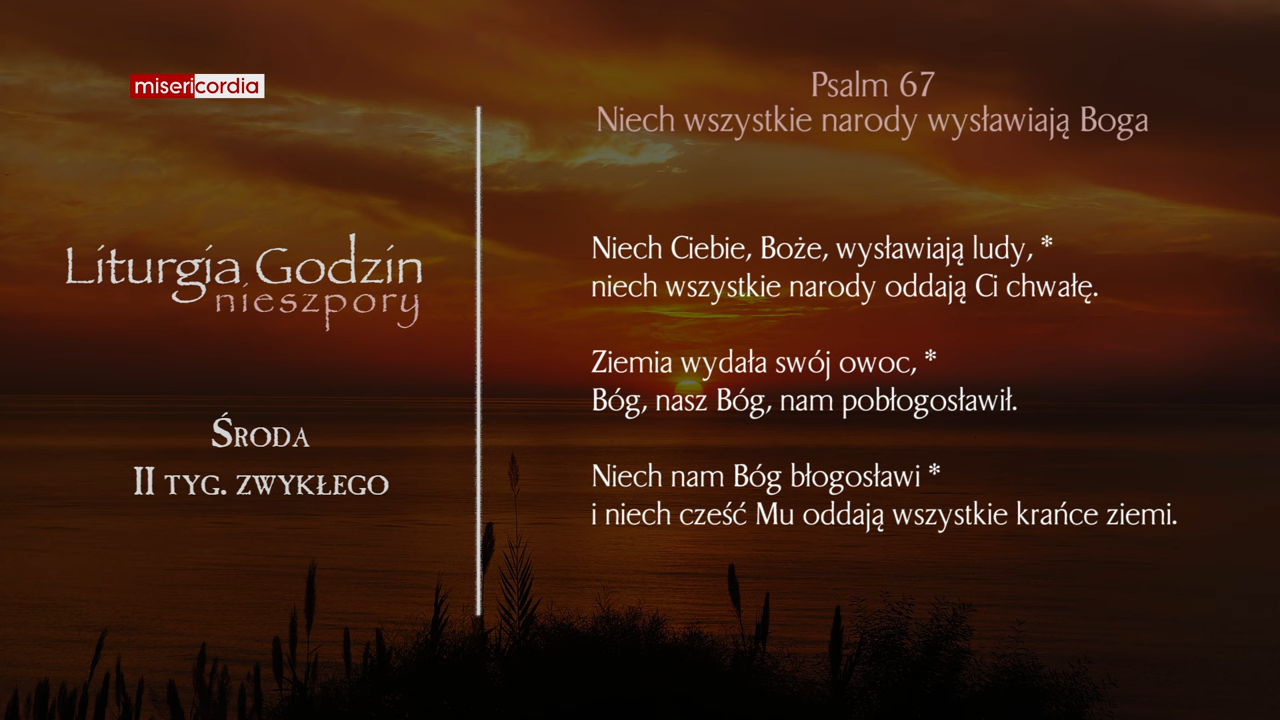 misericordia
Liturgia Godzin
nieszpory
Środa
II tyg. zwykłego
Psalm 67
Niech wszystkie narody wysławiają Boga
Niech Ciebie, Boże, wysławiają ludy, *
niech wszystkie narody oddają Ci chwałę.
Ziemia wydała swój owoc, *
Bóg, nasz Bóg, nam pobłogosławił.
Niech nam Bóg błogosławi *
i niech cześć Mu oddają wszystkie krańce ziemi.